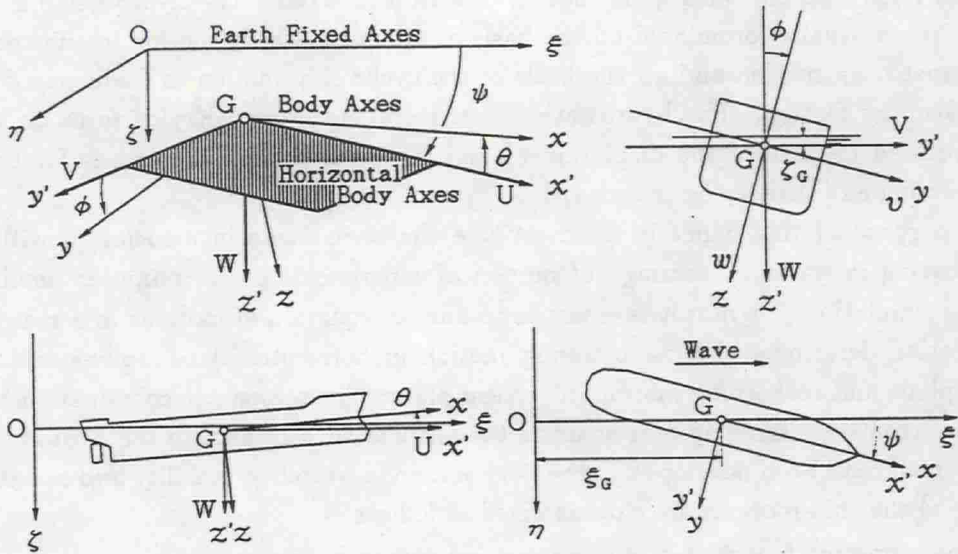 O Earth Fixed Axes ξ
η ζ G Body Axes ψ
x
θ
V Horizontal x'
y' φ Body Axes U
y
W
z' z
φ
V
y'
G ζG
y
υ
w W
z z'
O θ x
ξ
G U x'
W
z' z
ζ
Wave
O G ξ
ξG ψ
x
y' x'
y
η